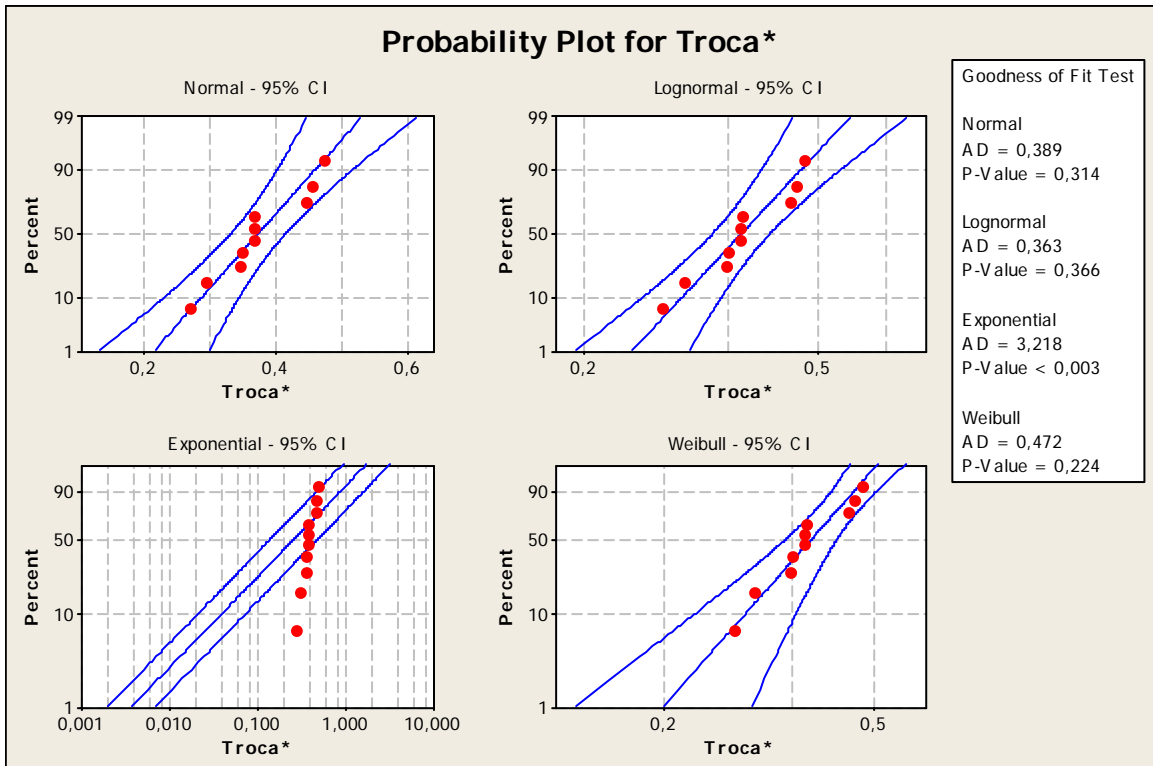 Probability Plot for Troca*
Normal - 95% CI
99
90
50
10
1
Percent
0,2 0,4 0,6
Troca*
Lognormal - 95% CI
99
90
50
10
1
Percent
0,2 0,5
Troca*
Exponential - 95% CI
90
50
10
1
Percent
0,001 0,010 0,100 1,000 10,000
Troca*
Weibull - 95% CI
90
50
10
1
Percent
0,2 0,5
Troca*
Goodness of Fit Test
Normal
AD = 0,389
P-Value = 0,314
Lognormal
AD = 0,363
P-Value = 0,366
Exponential
AD = 3,218
P-Value < 0,003
Weibull
AD = 0,472
P-Value = 0,224